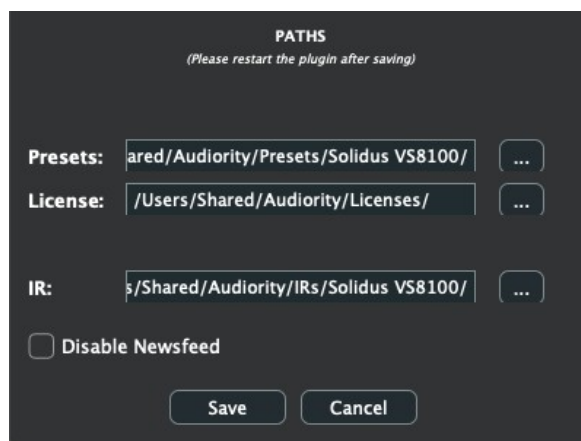 PATHS
(Please restart the plugin after saving)
Presets: ared/Audiority/Presets/Solidus VS8100/ ...
License: /Users/Shared/Audiority/Licenses/ ...
IR: s/Shared/Audiority/IRs/Solidus VS8100/ ...
Disable Newsfeed
Save Cancel